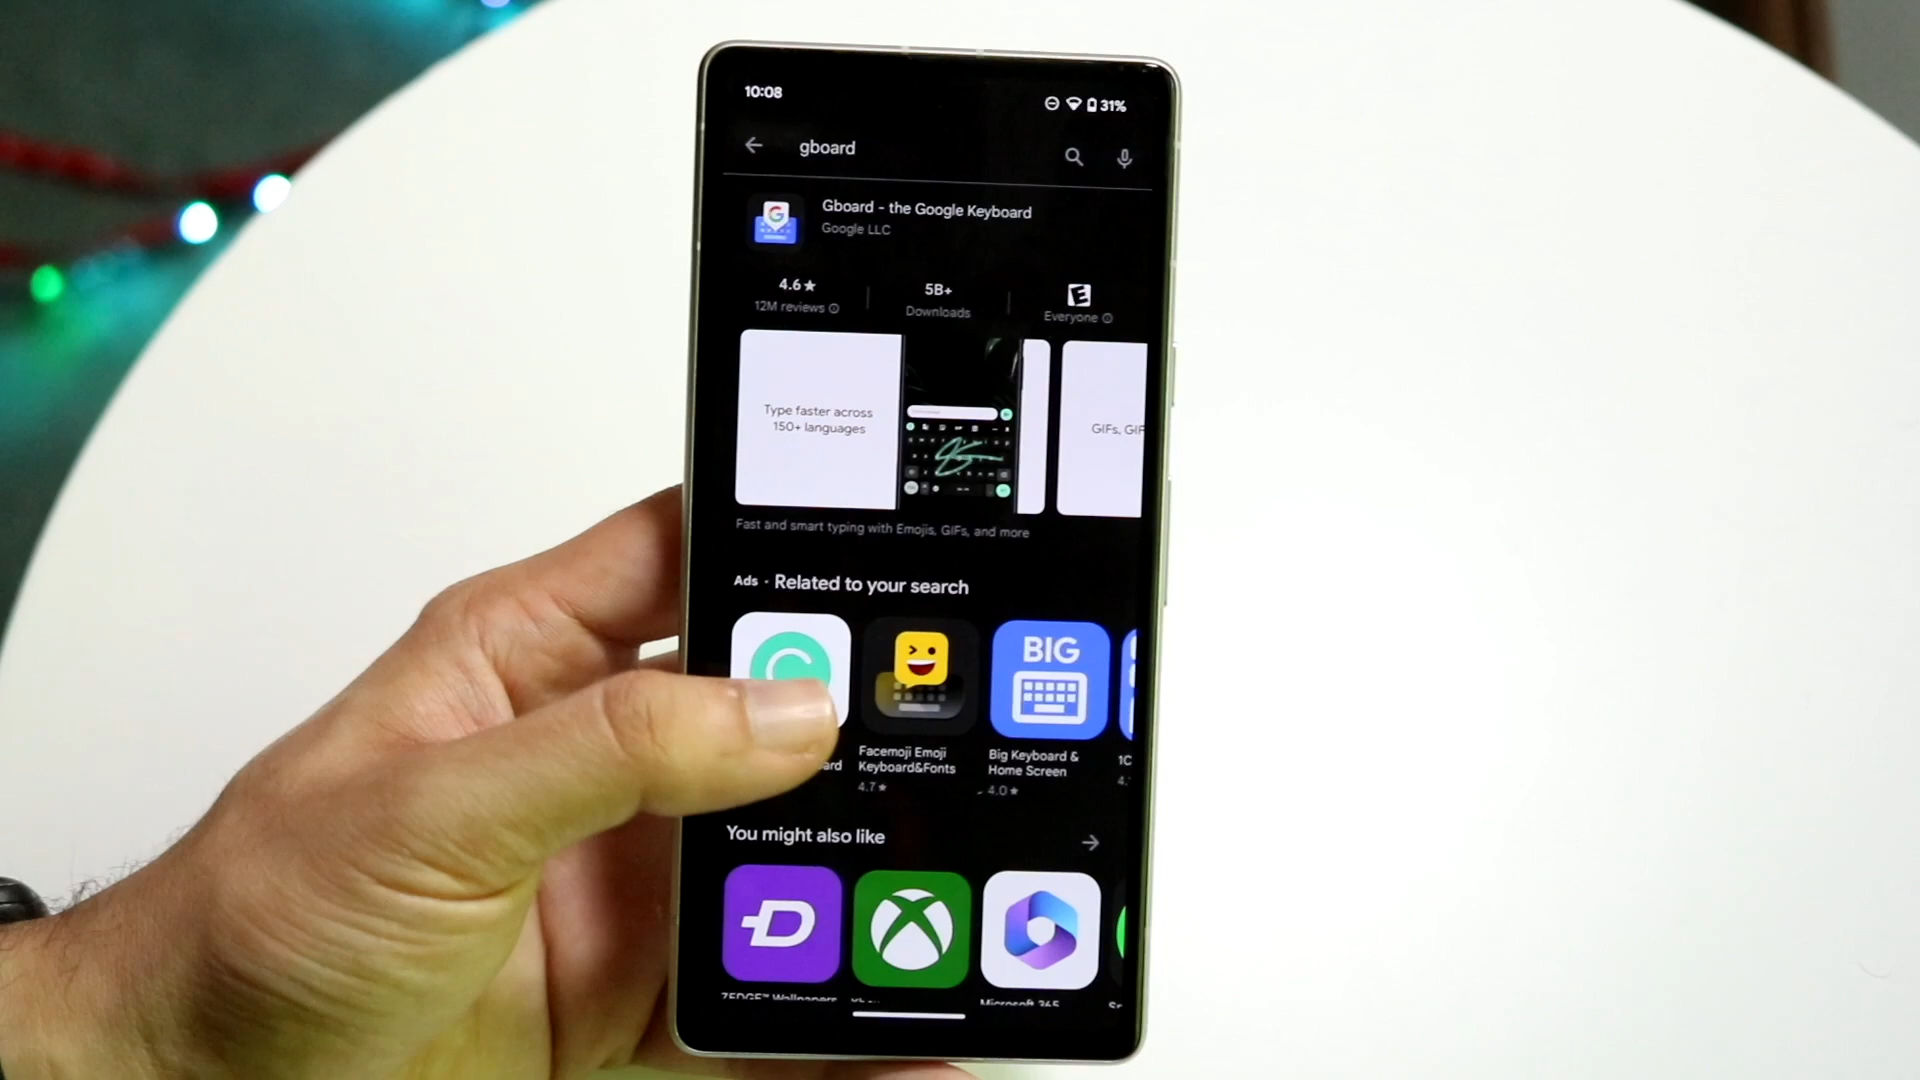 10:08
31%
gboard
Gboard - the Google Keyboard
Google LLC
4.6★
12M reviews
5B+
Downloads
E
Everyone
Type faster across
150+ languages
GIFs, GIF
Fast and smart typing with Emojis, GIFs, and more
Ads · Related to your search
BIG
ard
Facemoji Emoji
Keyboard&Fonts
4.7★
Big Keyboard &
Home Screen
4.0★
1C
4.
You might also like
ZEDGE™ Wallpapers
Microsoft 365